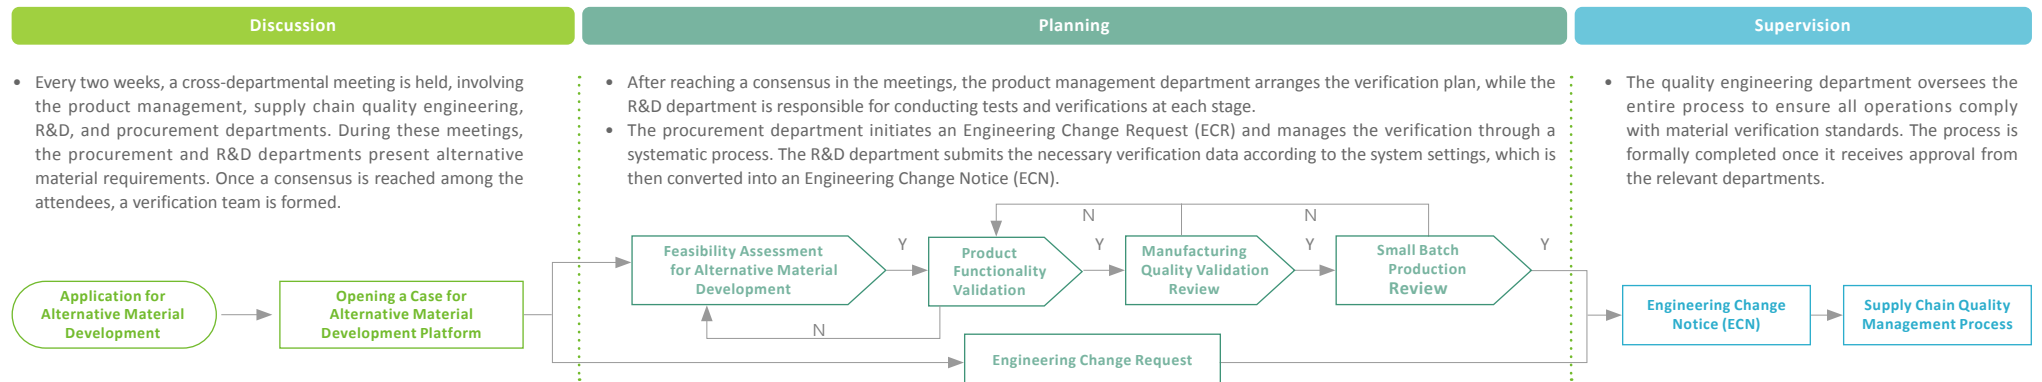 Discussion
Planning
Supervision
• Every two weeks, a cross-departmental meeting is held, involving
the product management, supply chain quality engineering,
R&D, and procurement departments. During these meetings,
the procurement and R&D departments present alternative
material requirements. Once a consensus is reached among the
attendees, a verification team is formed.
• After reaching a consensus in the meetings, the product management department arranges the verification plan, while the
R&D department is responsible for conducting tests and verifications at each stage.
• The procurement department initiates an Engineering Change Request (ECR) and manages the verification through a
systematic process. The R&D department submits the necessary verification data according to the system settings, which is
then converted into an Engineering Change Notice (ECN).
• The quality engineering department oversees the
entire process to ensure all operations comply
with material verification standards. The process is
formally completed once it receives approval from
the relevant departments.
Application for
Alternative Material
Development
Opening a Case for
Alternative Material
Development Platform
Feasibility Assessment
for Alternative Material
Development
Y
N
Product
Functionality
Validation
Y
N
Manufacturing
Quality Validation
Review
Y
N
Small Batch
Production
Review
Y
Engineering Change Request
Engineering Change
Notice (ECN)
Supply Chain Quality
Management Process